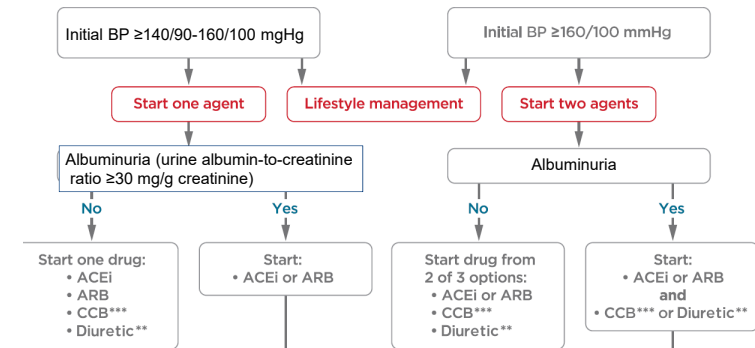 Initial BP ≥140/90-160/100 mgHg
Initial BP ≥160/100 mmHg
Start one agent
Lifestyle management
Start two agents
Albuminuria (urine albumin-to-creatinine
ratio ≥30 mg/g creatinine)
Albuminuria
No
Yes
No
Yes
Start one drug:
• ACEi
• ARB
• CCB***
• Diuretic**
Start:
• ACEi or ARB
Start drug from
2 of 3 options:
• ACEi or ARB
• CCB***
• Diuretic**
Start:
• ACEi or ARB
and
• CCB*** or Diuretic**